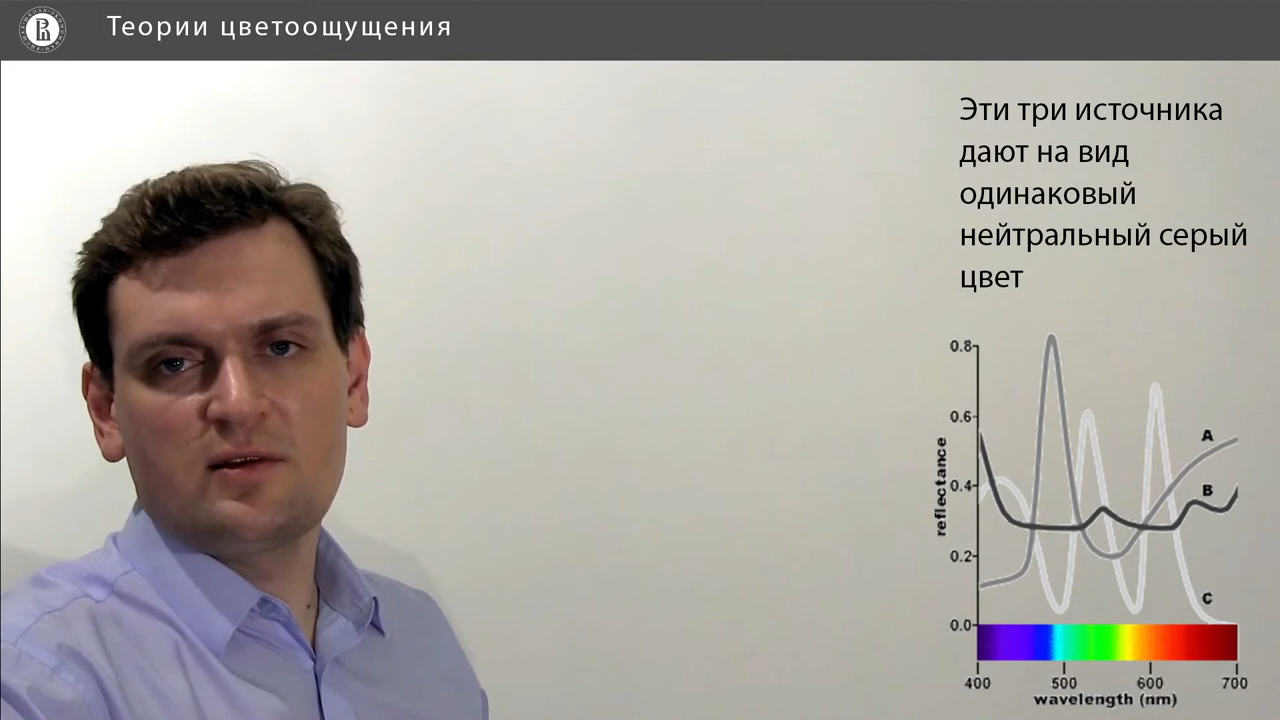 Теории цветоощущения
Эти три источника
дают на вид
одинаковый
нейтральный серый
цвет
0.8
0.6
0.4
0.2
0.0
reflectance
A
B
C
400
500
600
700
wavelength (nm)